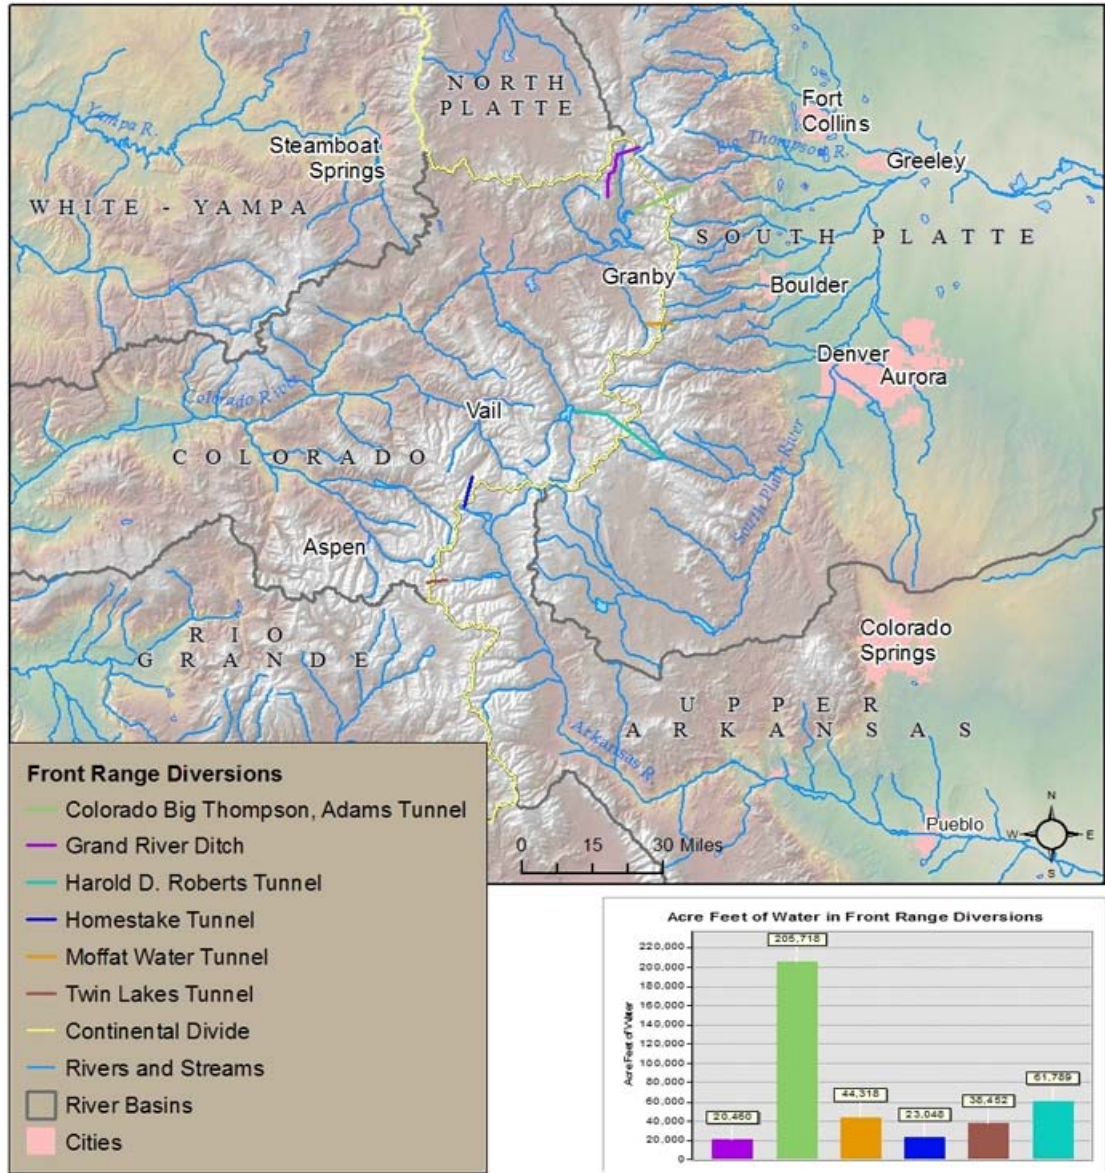 NORTH
PLATTE
Fort
Collins
Yampa R.
Steamboat
Springs
Big Thompson R.
Greeley
WHITE - YAMPA
SOUTH PLATTE
Granby
Boulder
Denver
Aurora
Colorado River
Vail
COLORADO
South Platte River
Aspen
RIO
GRANDE
Colorado
Springs
UPPER
ARKANSAS
Arkansas R.
Pueblo
N
W E
S
0 15 30 Miles
Front Range Diversions
Colorado Big Thompson, Adams Tunnel
Grand River Ditch
Harold D. Roberts Tunnel
Homestake Tunnel
Moffat Water Tunnel
Twin Lakes Tunnel
Continental Divide
Rivers and Streams
River Basins
Cities
Acre Feet of Water in Front Range Diversions
Acre Feet of Water
220,000
200,000
180,000
160,000
140,000
120,000
100,000
80,000
60,000
40,000
20,000
0
20,460
205,718
44,318
23,048
38,452
61,789